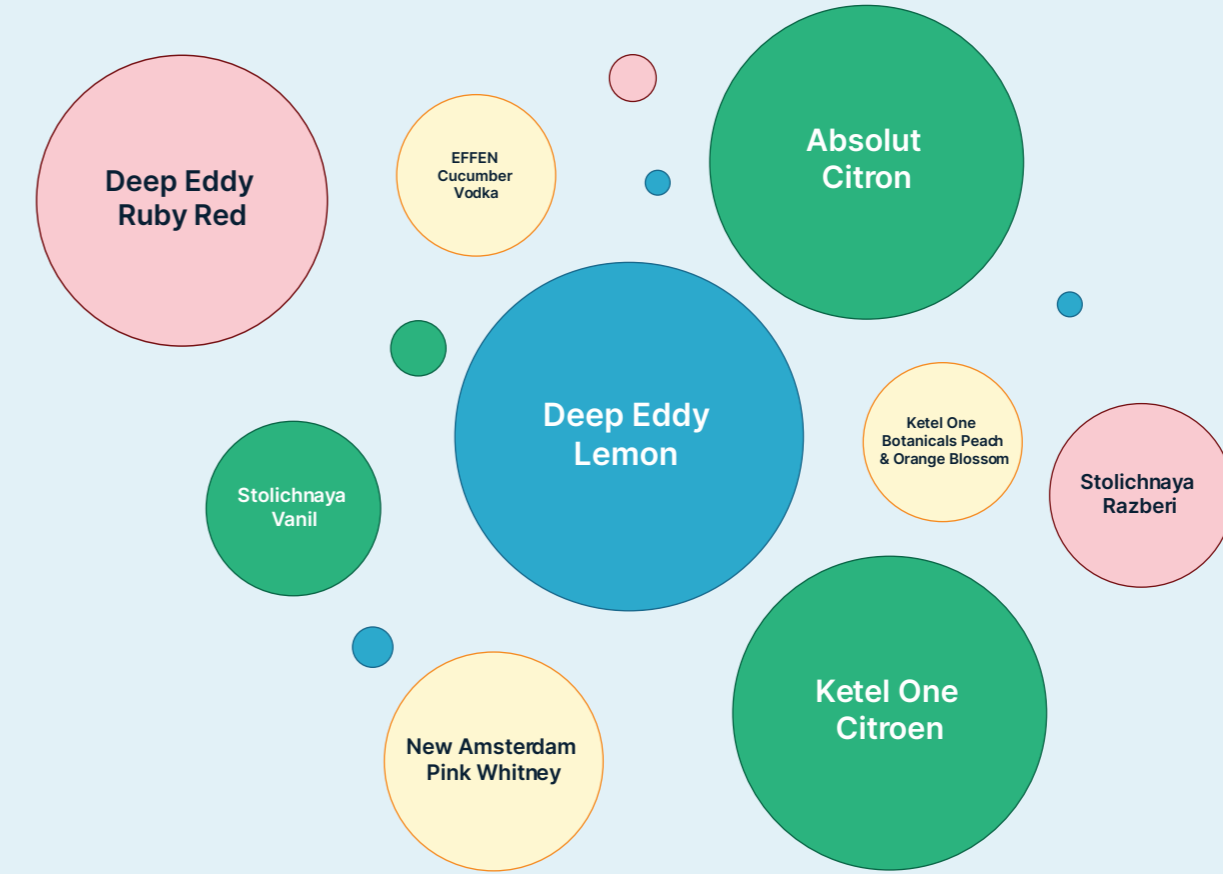 Absolut
Citron
Deep Eddy
Ruby Red
EFFEN
Cucumber
Vodka
Deep Eddy
Lemon
Ketel One
Botanicals Peach
& Orange Blossom
Stolichnaya
Razberi
Stolichnaya
Vanil
Ketel One
Citroen
New Amsterdam
Pink Whitney